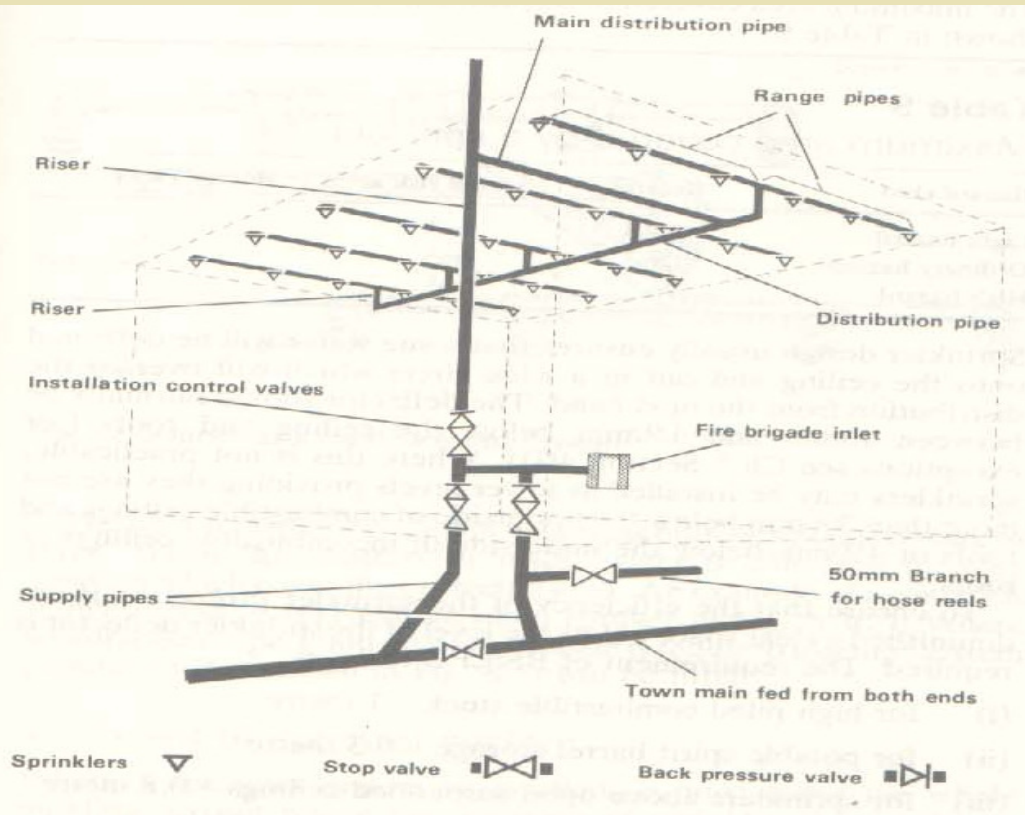 Main distribution pipe
Range pipes
Riser
Riser
Distribution pipe
Installation control valves
Fire brigade inlet
50mm Branch
for hose reels
Supply pipes
Town main fed from both ends
Sprinklers
Stop valve
Back pressure valve